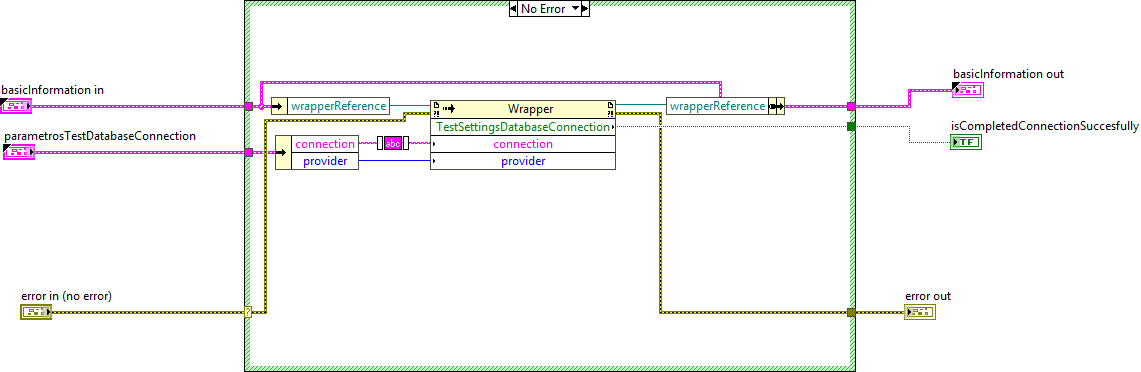 No Error
basicInformation in
basicInformation out
wrapperReference
Wrapper
wrapperReference
TestSettingsDatabaseConnection
isCompletedConnectionSuccesfully
parametrosTestDatabaseConnection
connection
abc
connection
TF
provider
provider
error in (no error)
error out
?